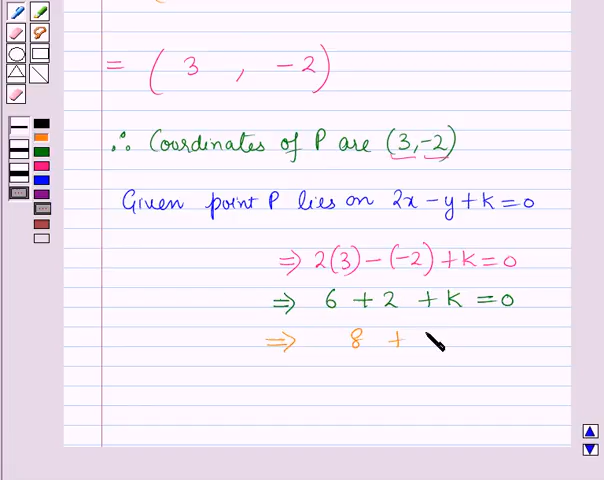 = ( 3 , -2 )
∴ Coordinates of P are (3,-2)
Given point P lies on 2x - y + k = 0
⇒ 2(3) - (-2) + k = 0
⇒ 6 + 2 + k = 0
⇒ 8 +